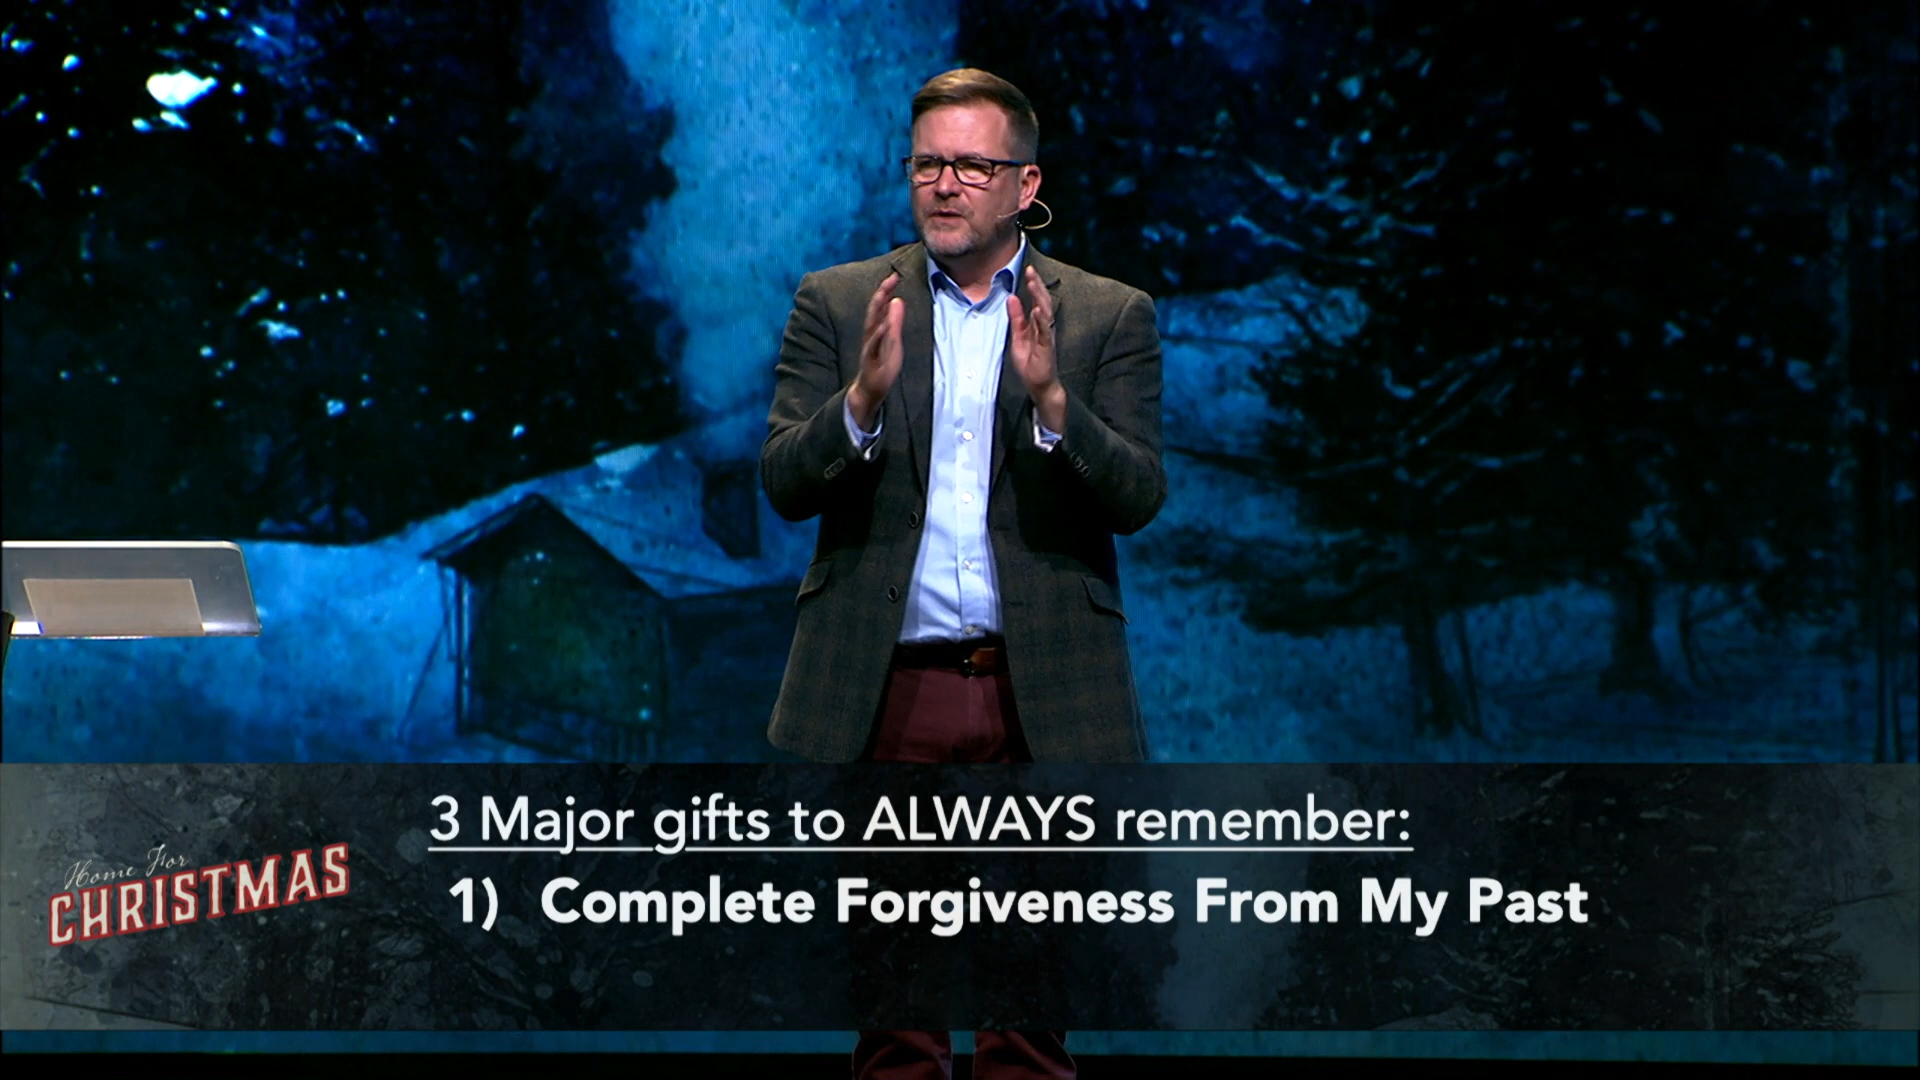 3 Major gifts to ALWAYS remember:
1) Complete Forgiveness From My Past
Home For
CHRISTMAS